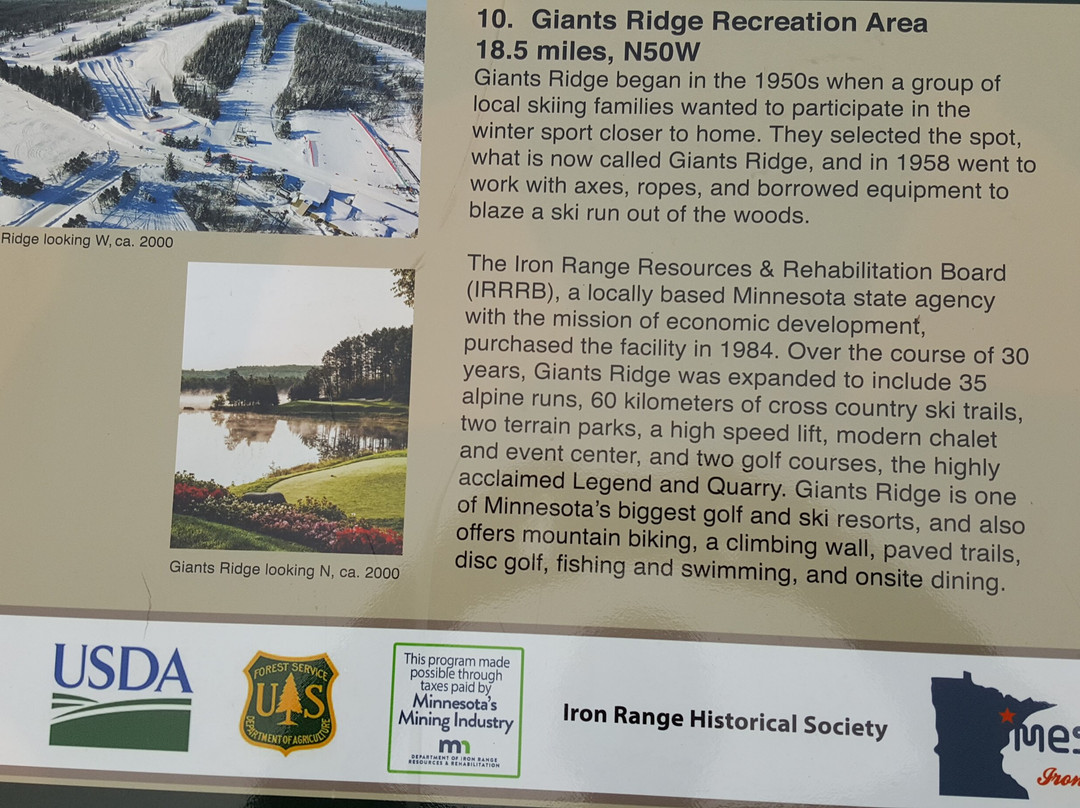 10. Giants Ridge Recreation Area
18.5 miles, N50W
Giants Ridge began in the 1950s when a group of
local skiing families wanted to participate in the
winter sport closer to home. They selected the spot,
what is now called Giants Ridge, and in 1958 went to
work with axes, ropes, and borrowed equipment to
blaze a ski run out of the woods.
Ridge looking W, ca. 2000
The Iron Range Resources & Rehabilitation Board
(IRRRB), a locally based Minnesota state agency
with the mission of economic development,
purchased the facility in 1984. Over the course of 30
years, Giants Ridge was expanded to include 35
alpine runs, 60 kilometers of cross country ski trails,
two terrain parks, a high speed lift, modern chalet
and event center, and two golf courses, the highly
acclaimed Legend and Quarry. Giants Ridge is one
of Minnesota's biggest golf and ski resorts, and also
offers mountain biking, a climbing wall, paved trails,
disc golf, fishing and swimming, and onsite dining.
Giants Ridge looking N, ca. 2000
USDA
FOREST SERVICE
U S
DEPARTMENT OF AGRICULTURE
This program made
possible through
taxes paid by
Minnesota's
Mining Industry
mn
DEPARTMENT OF IRON RANGE
RESOURCES & REHABILITATION
Iron Range Historical Society
Mes
Iron